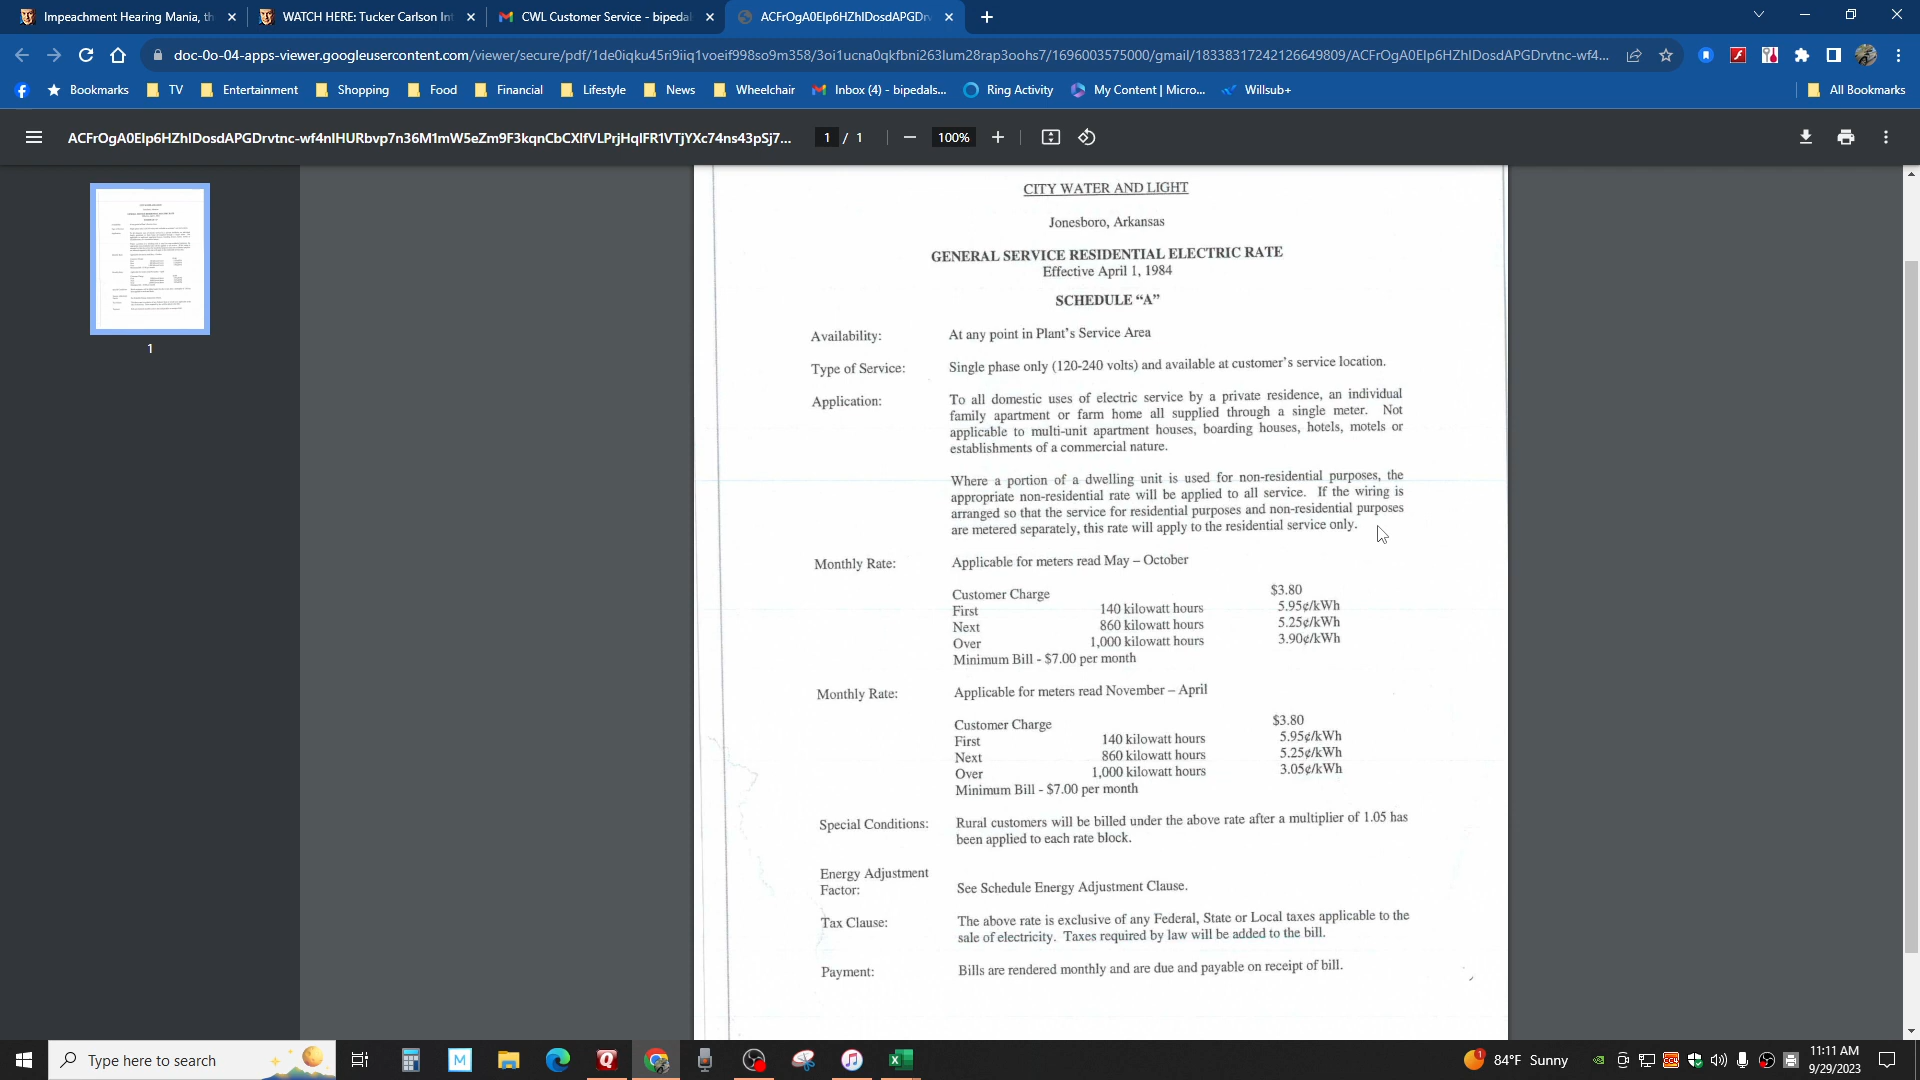 Impeachment Hearing Mania, th
WATCH HERE: Tucker Carlson Int
CWL Customer Service - bipedal
doc-0o-04-apps-viewer.googleusercontent.com/viewer/secure/pdf/1de0iqku45ri9iiq1voeif998so9m358/3oi1ucna0qkfbni263lum28rap3oohs7/1696003575000/gmail/18338317242126649809/
Bookmarks
TV
Entertainment
Shopping
Food
Financial
Lifestyle
News
Wheelchair
Inbox (4) - bipedals...
Ring Activity
My Content | Micro...
Willsub+
All Bookmarks
1 / 1
100%
1
CITY WATER AND LIGHT
Jonesboro, Arkansas
GENERAL SERVICE RESIDENTIAL ELECTRIC RATE
Effective April 1, 1984
SCHEDULE “A”
Availability: At any point in Plant’s Service Area
Type of Service: Single phase only (120-240 volts) and available at customer’s service location.
Application: To all domestic uses of electric service by a private residence, an individual
family apartment or farm home all supplied through a single meter. Not
applicable to multi-unit apartment houses, boarding houses, hotels, motels or
establishments of a commercial nature.
Where a portion of a dwelling unit is used for non-residential purposes, the
appropriate non-residential rate will be applied to all service. If the wiring is
arranged so that the service for residential purposes and non-residential purposes
are metered separately, this rate will apply to the residential service only.
Monthly Rate: Applicable for meters read May – October
Customer Charge $3.80
First 140 kilowatt hours 5.95¢/kWh
Next 860 kilowatt hours 5.25¢/kWh
Over 1,000 kilowatt hours 3.90¢/kWh
Minimum Bill - $7.00 per month
Monthly Rate: Applicable for meters read November – April
Customer Charge $3.80
First 140 kilowatt hours 5.95¢/kWh
Next 860 kilowatt hours 5.25¢/kWh
Over 1,000 kilowatt hours 3.05¢/kWh
Minimum Bill - $7.00 per month
Special Conditions: Rural customers will be billed under the above rate after a multiplier of 1.05 has
been applied to each rate block.
Energy Adjustment
Factor: See Schedule Energy Adjustment Clause.
Tax Clause: The above rate is exclusive of any Federal, State or Local taxes applicable to the
sale of electricity. Taxes required by law will be added to the bill.
Payment: Bills are rendered monthly and are due and payable on receipt of bill.
Type here to search
84°F Sunny
11:11 AM
9/29/2023